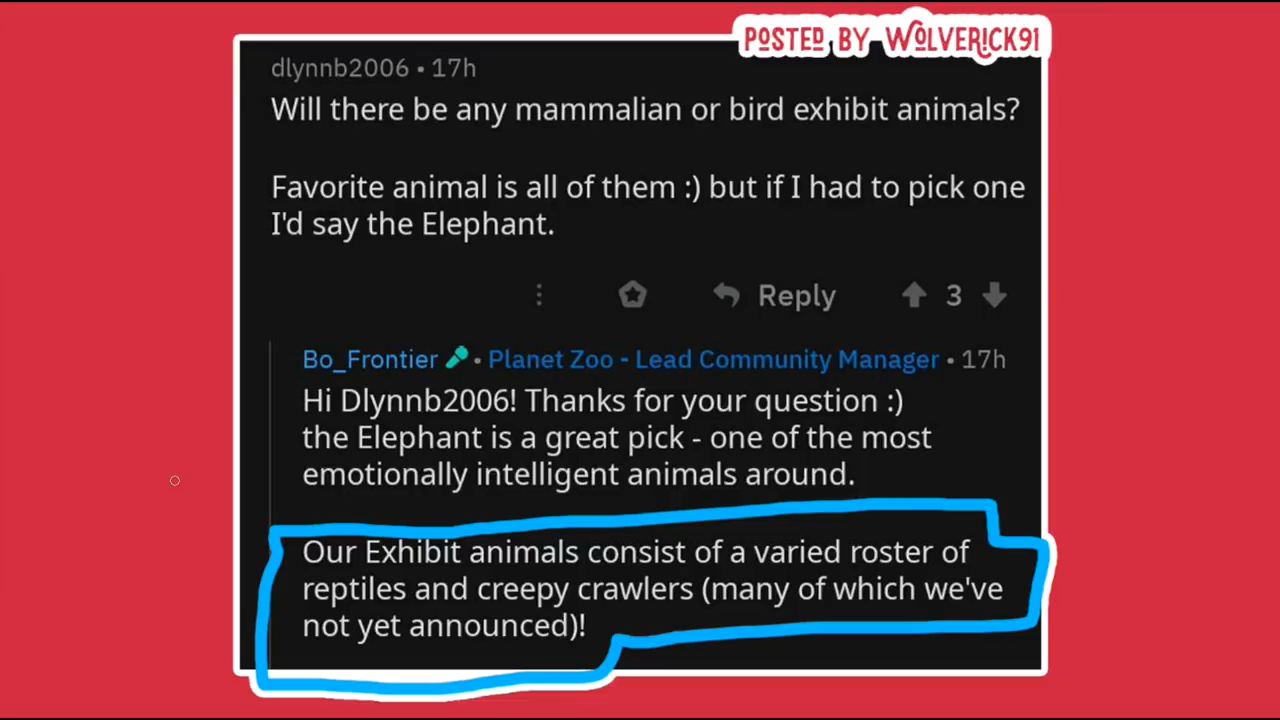 POSTED BY WOLVERICK91
dlynnb2006 • 17h
Will there be any mammalian or bird exhibit animals?
Favorite animal is all of them :) but if I had to pick one
I'd say the Elephant.
Reply 3
Bo_Frontier • Planet Zoo - Lead Community Manager • 17h
Hi Dlynnb2006! Thanks for your question :)
the Elephant is a great pick - one of the most
emotionally intelligent animals around.
Our Exhibit animals consist of a varied roster of
reptiles and creepy crawlers (many of which we've
not yet announced)!